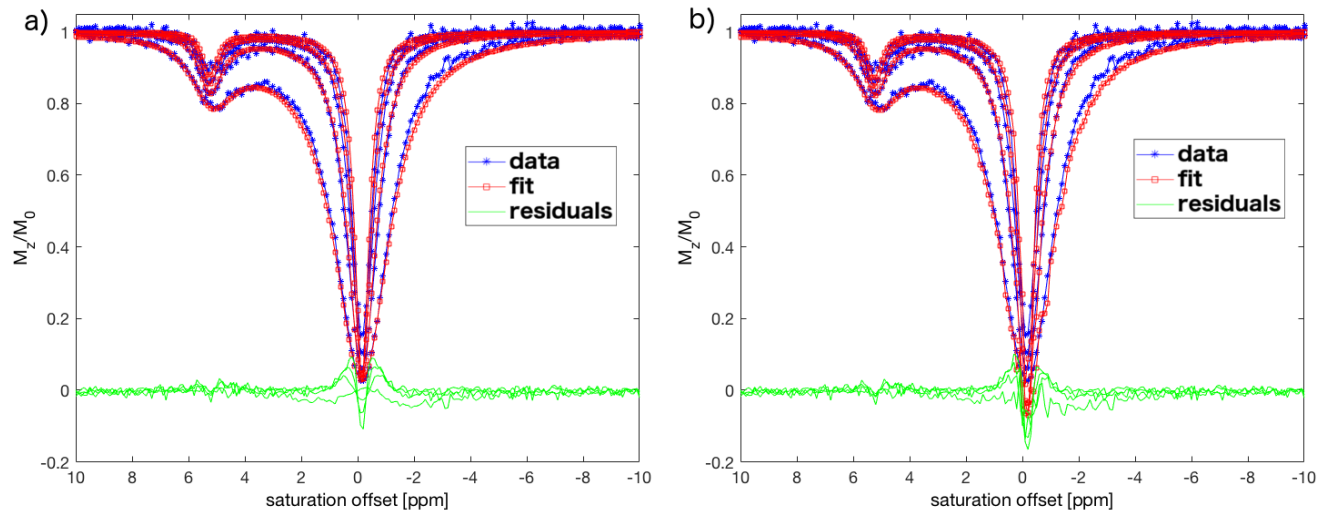 a)
1
0.8
0.6
0.4
0.2
0
-0.2
M_z/M_0
10 8 6 4 2 0 -2 -4 -6 -8 -10
saturation offset [ppm]
data
fit
residuals
b)
1
0.8
0.6
0.4
0.2
0
-0.2
M_z/M_0
10 8 6 4 2 0 -2 -4 -6 -8 -10
saturation offset [ppm]
data
fit
residuals